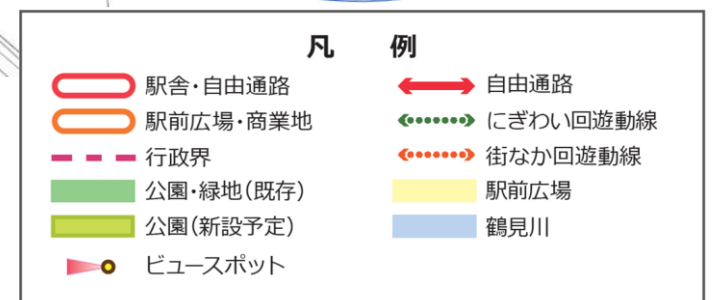 凡 例
駅舎・自由通路
駅前広場・商業地
行政界
公園・緑地(既存)
公園(新設予定)
ビュースポット
自由通路
にぎわい回遊動線
街なか回遊動線
駅前広場
鶴見川